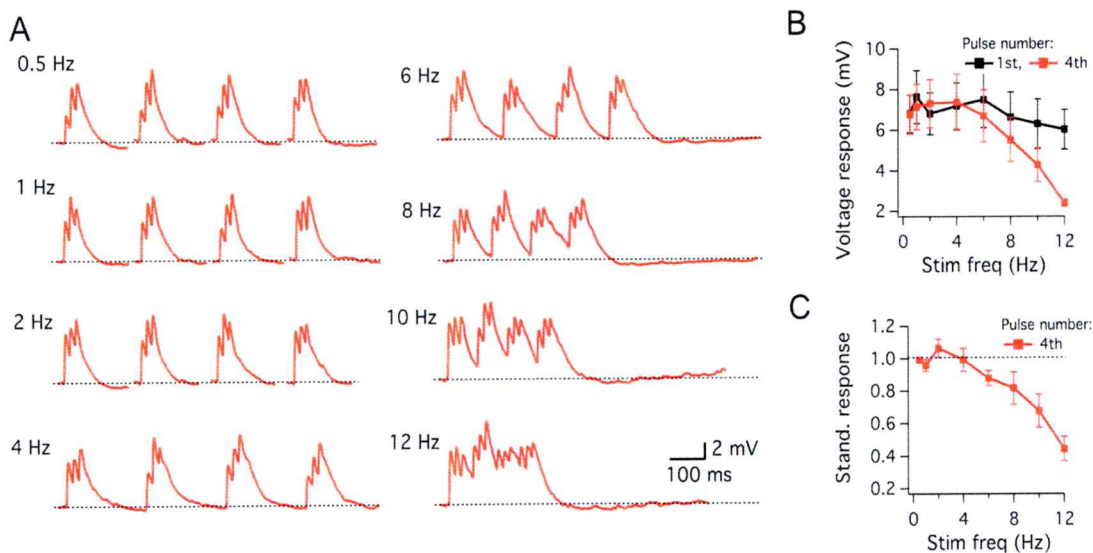 A
0.5 Hz
1 Hz
2 Hz
4 Hz
6 Hz
8 Hz
10 Hz
12 Hz
2 mV
100 ms
B
Pulse number:
1st, 4th
Voltage response (mV)
10
8
6
4
2
0 4 8 12
Stim freq (Hz)
C
Pulse number:
4th
Stand. response
1.2
1.0
0.8
0.6
0.4
0.2
0 4 8 12
Stim freq (Hz)